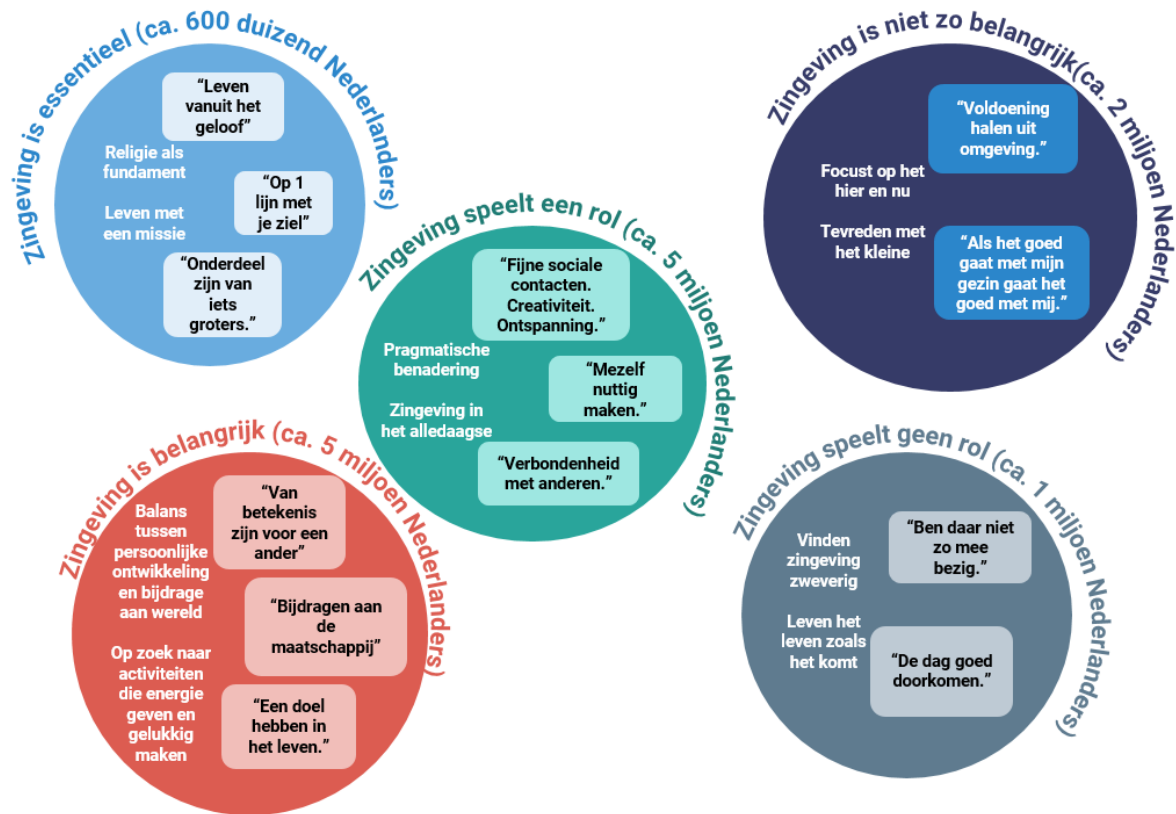 Zingeving is essentieel (ca. 600 duizend Nederlanders)
“Leven
vanuit het
geloof”
Religie als
fundament
“Op 1
lijn met
je ziel”
Leven met
een missie
“Onderdeel
zijn van
iets
groters.”
Zingeving is niet zo belangrijk(ca. 2 miljoen Nederlanders)
“Voldoening
halen uit
omgeving.”
Focust op het
hier en nu
Tevreden met
het kleine
“Als het goed
gaat met mijn
gezin gaat het
goed met mij.”
Zingeving speelt een rol (ca. 5 miljoen Nederlanders)
“Fijne sociale
contacten.
Creativiteit.
Ontspanning.”
Pragmatische
benadering
“Mezelf
nuttig
maken.”
Zingeving in
het alledaagse
“Verbondenheid
met anderen.”
Zingeving is belangrijk (ca. 5 miljoen Nederlanders)
“Van
betekenis
zijn voor een
ander”
Balans
tussen
persoonlijke
ontwikkeling
en bijdrage
aan wereld
“Bijdragen aan
de
maatschappij”
Op zoek naar
activiteiten
die energie
geven en
gelukkig
maken
“Een doel
hebben in
het leven.”
Zingeving speelt geen rol (ca. 1 miljoen Nederlanders)
“Ben daar niet
zo mee
bezig.”
Vinden
zingeving
zweverig
Leven het
leven zoals
het komt
“De dag goed
doorkomen.”